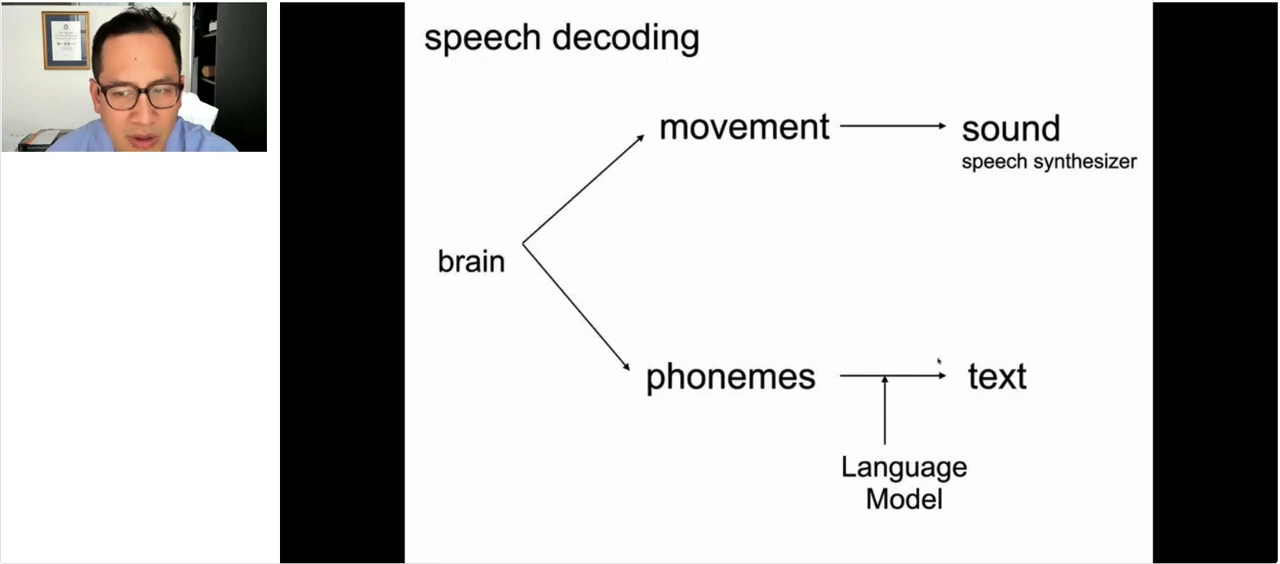 speech decoding
movement
sound
speech synthesizer
brain
phonemes
text
Language
Model